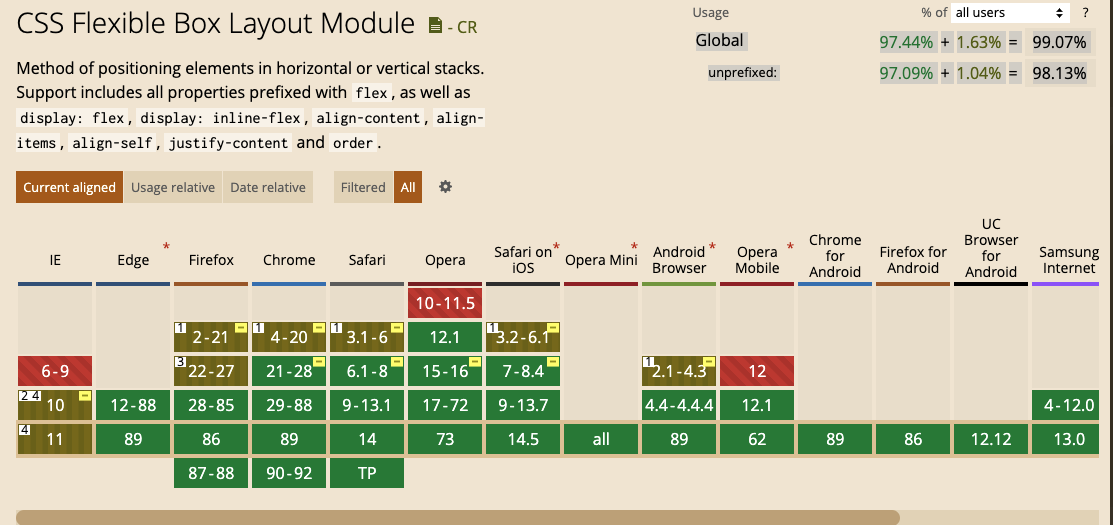 CSS Flexible Box Layout Module - CR
Usage % of all users ?
Global 97.44% + 1.63% = 99.07%
unprefixed: 97.09% + 1.04% = 98.13%
Method of positioning elements in horizontal or vertical stacks.
Support includes all properties prefixed with flex, as well as
display: flex, display: inline-flex, align-content, align-
items, align-self, justify-content and order.
Current aligned Usage relative Date relative Filtered All
IE Edge * Firefox Chrome Safari Opera Safari on iOS * Opera Mini * Android Browser * Opera Mobile * Chrome for Android Firefox for Android UC Browser for Android Samsung Internet
10-11.5
1 2-21 1 4-20 1 3.1-6 12.1 1 3.2-6.1
6-9 3 22-27 21-28 6.1-8 15-16 7-8.4 1 2.1-4.3 12
2 4 10 12-88 28-85 29-88 9-13.1 17-72 9-13.7 4.4-4.4.4 12.1 4-12.0
4 11 89 86 89 14 73 14.5 all 89 62 89 86 12.12 13.0
87-88 90-92 TP